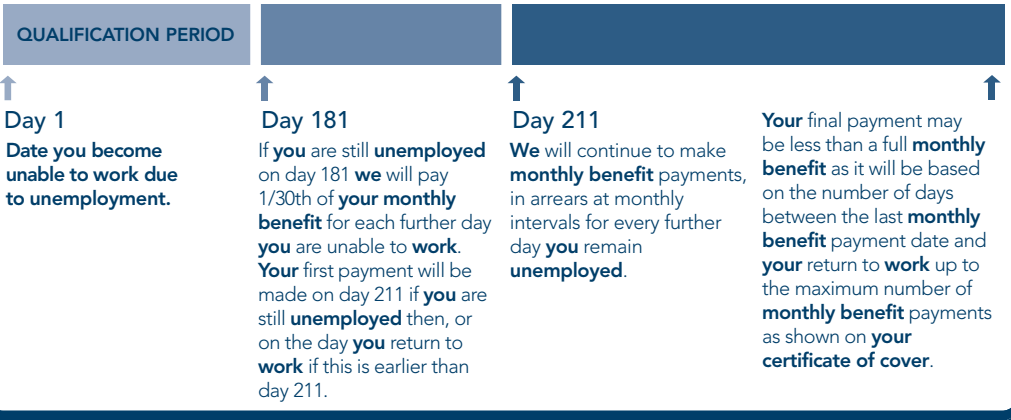 QUALIFICATION PERIOD
Day 1
Date you become
unable to work due
to unemployment.
Day 181
If you are still unemployed
on day 181 we will pay
1/30th of your monthly
benefit for each further day
you are unable to work.
Your first payment will be
made on day 211 if you are
still unemployed then, or
on the day you return to
work if this is earlier than
day 211.
Day 211
We will continue to make
monthly benefit payments,
in arrears at monthly
intervals for every further
day you remain
unemployed.
Your final payment may
be less than a full monthly
benefit as it will be based
on the number of days
between the last monthly
benefit payment date and
your return to work up to
the maximum number of
monthly benefit payments
as shown on your
certificate of cover.